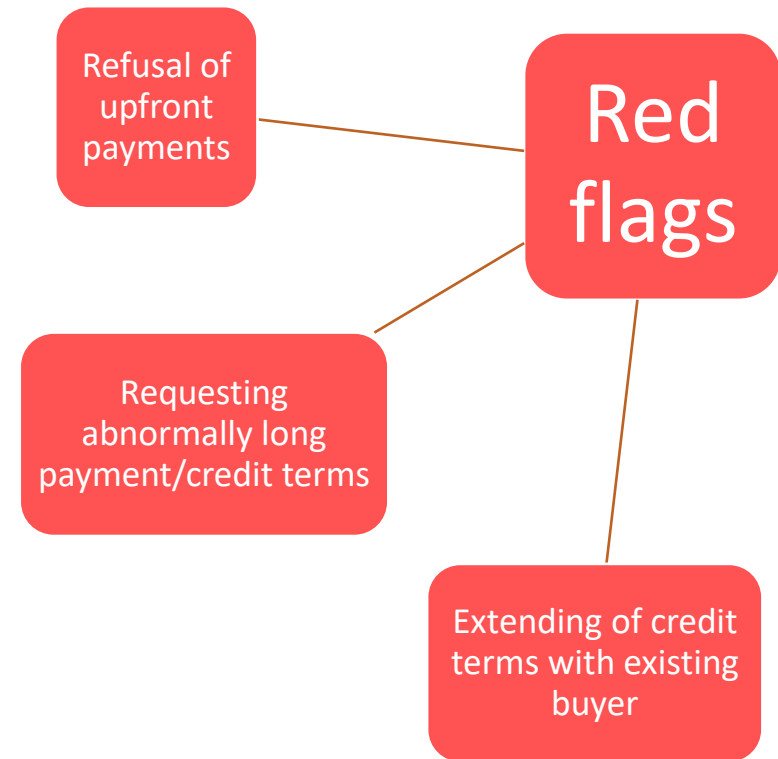 Red
flags
Refusal of
upfront
payments
Requesting
abnormally long
payment/credit terms
Extending of credit
terms with existing
buyer